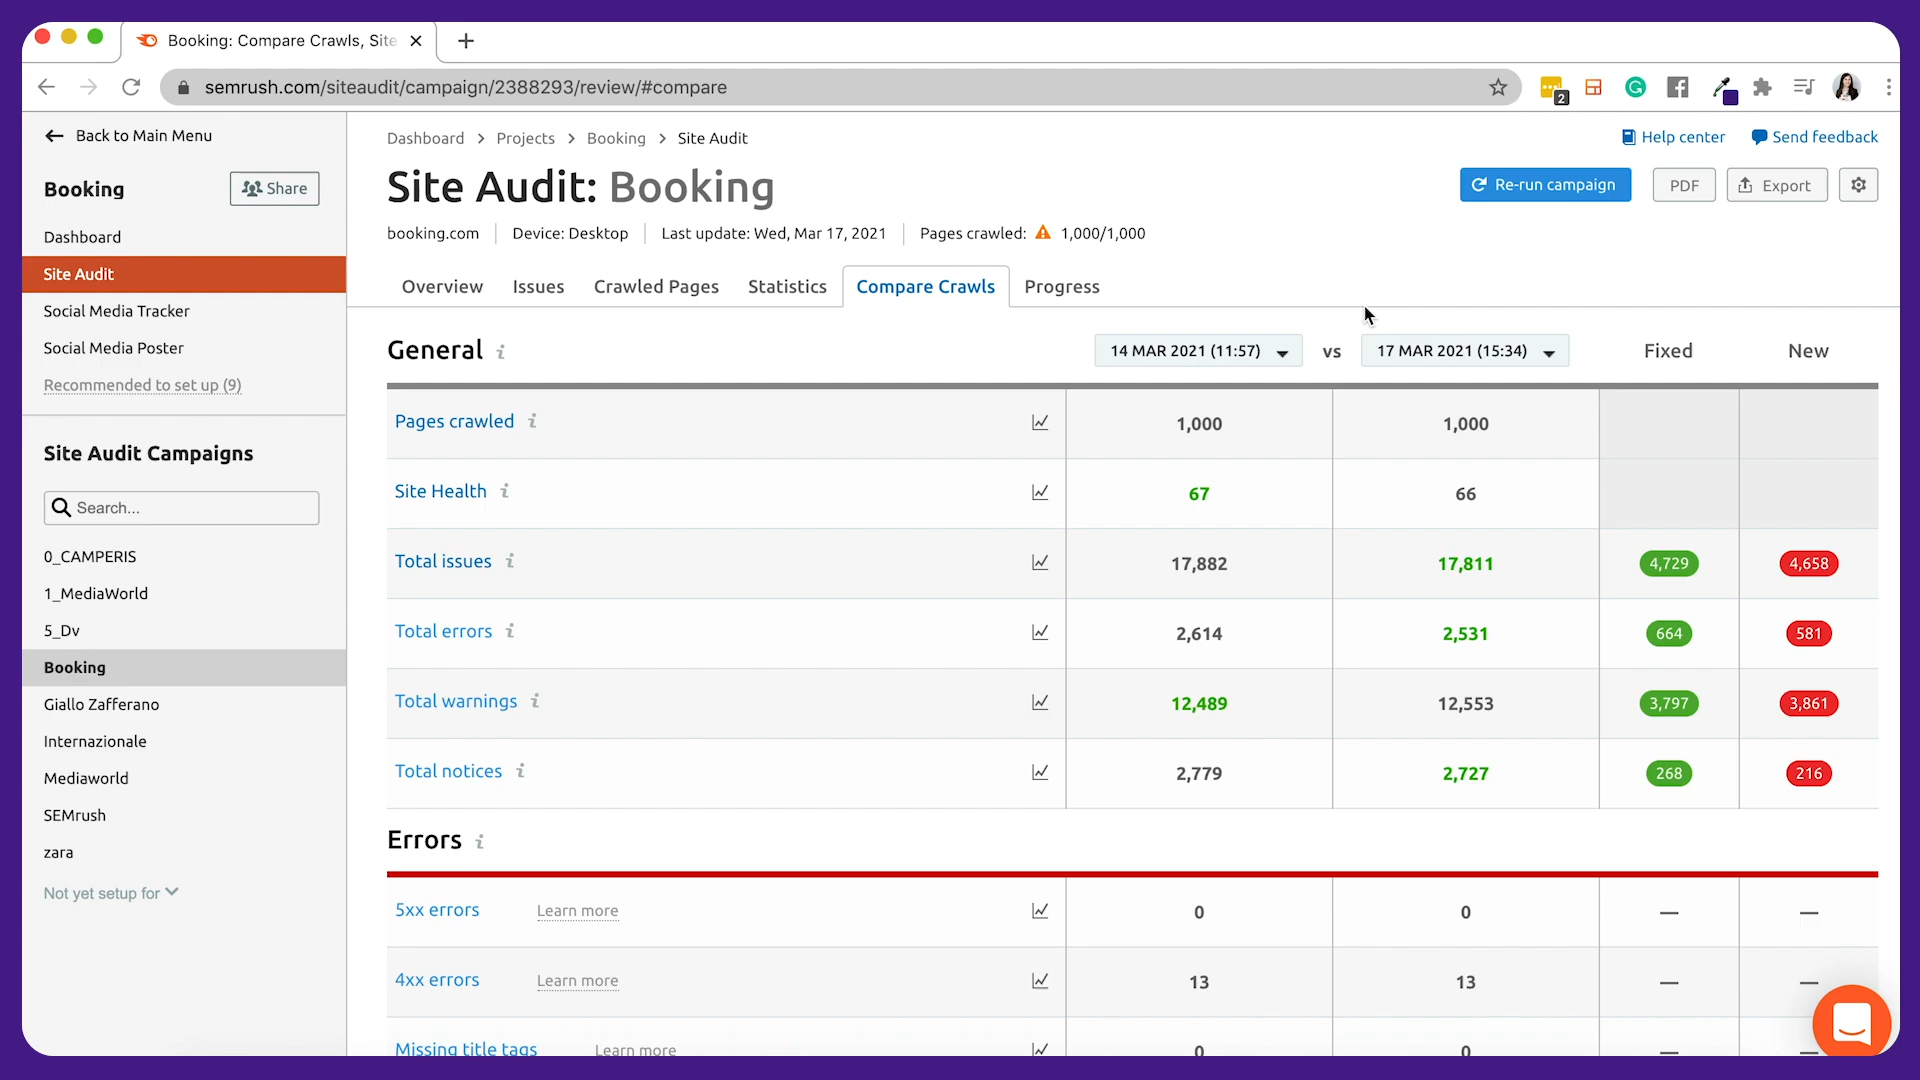 Booking: Compare Crawls, Site
semrush.com/siteaudit/campaign/2388293/review/#compare
2
Back to Main Menu
Booking
Share
Dashboard
Site Audit
Social Media Tracker
Social Media Poster
Recommended to set up (9)
Site Audit Campaigns
Search...
0_CAMPERIS
1_MediaWorld
5_Dv
Booking
Giallo Zafferano
Internazionale
Mediaworld
SEMrush
zara
Not yet setup for
Dashboard > Projects > Booking > Site Audit
Help center
Send feedback
Site Audit: Booking
Re-run campaign
PDF
Export
booking.com
Device: Desktop
Last update: Wed, Mar 17, 2021
Pages crawled: 1,000/1,000
Overview Issues Crawled Pages Statistics Compare Crawls Progress
General i 14 MAR 2021 (11:57) vs 17 MAR 2021 (15:34) Fixed New
Pages crawled i 1,000 1,000
Site Health i 67 66
Total issues i 17,882 17,811 4,729 4,658
Total errors i 2,614 2,531 664 581
Total warnings i 12,489 12,553 3,797 3,861
Total notices i 2,779 2,727 268 216
Errors i
5xx errors Learn more 0 0 — —
4xx errors Learn more 13 13 — —
Missing title tags Learn more 0 0 — —